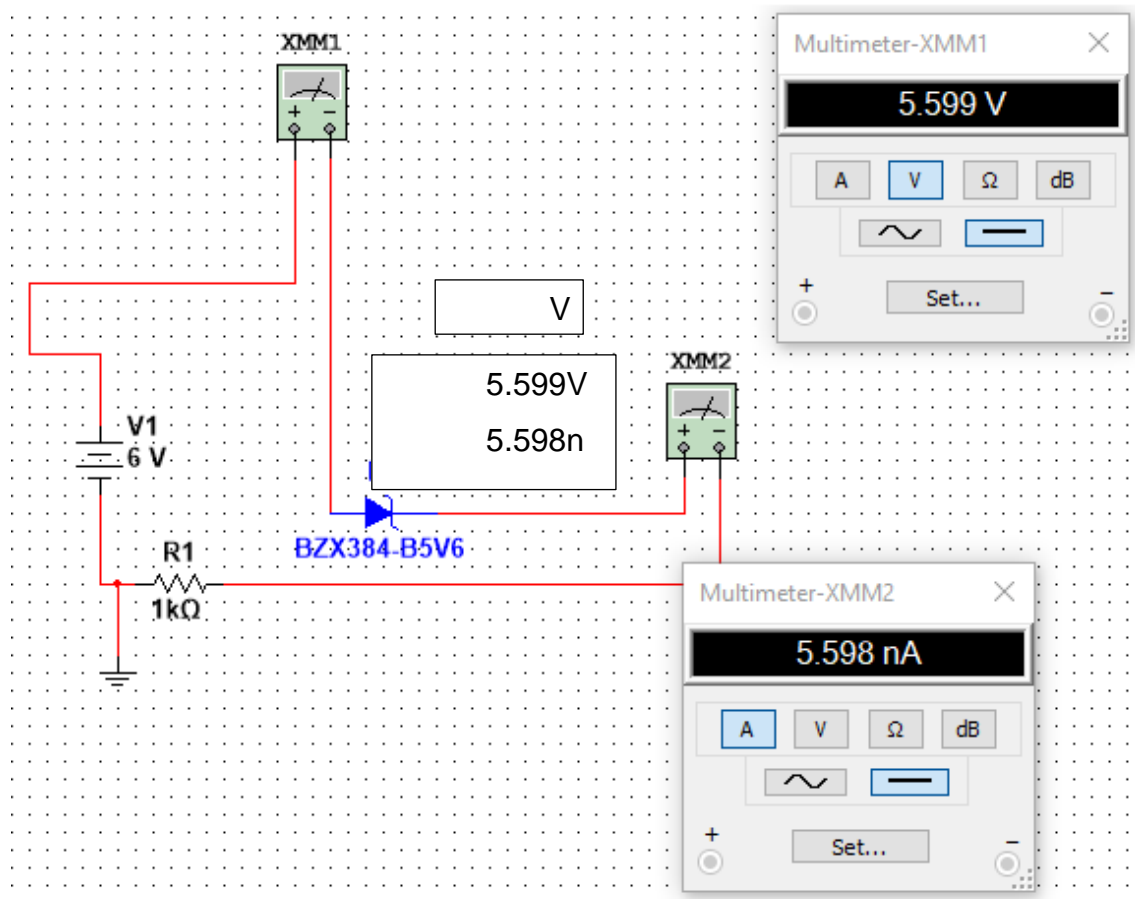 XMM1
Multimeter-XMM1
5.599 V
A V Ω dB
+ Set... −
+ −
V
5.599V
5.598n
XMM2
+ −
V1
6 V
BZX384-B5V6
R1
1kΩ
Multimeter-XMM2
5.598 nA
A V Ω dB
+ Set... −